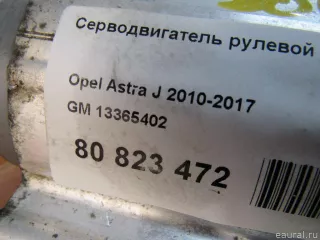 Серводвигатель рулевой
Opel Astra J 2010-2017
GM 13365402
80 823 472
eaural.ru